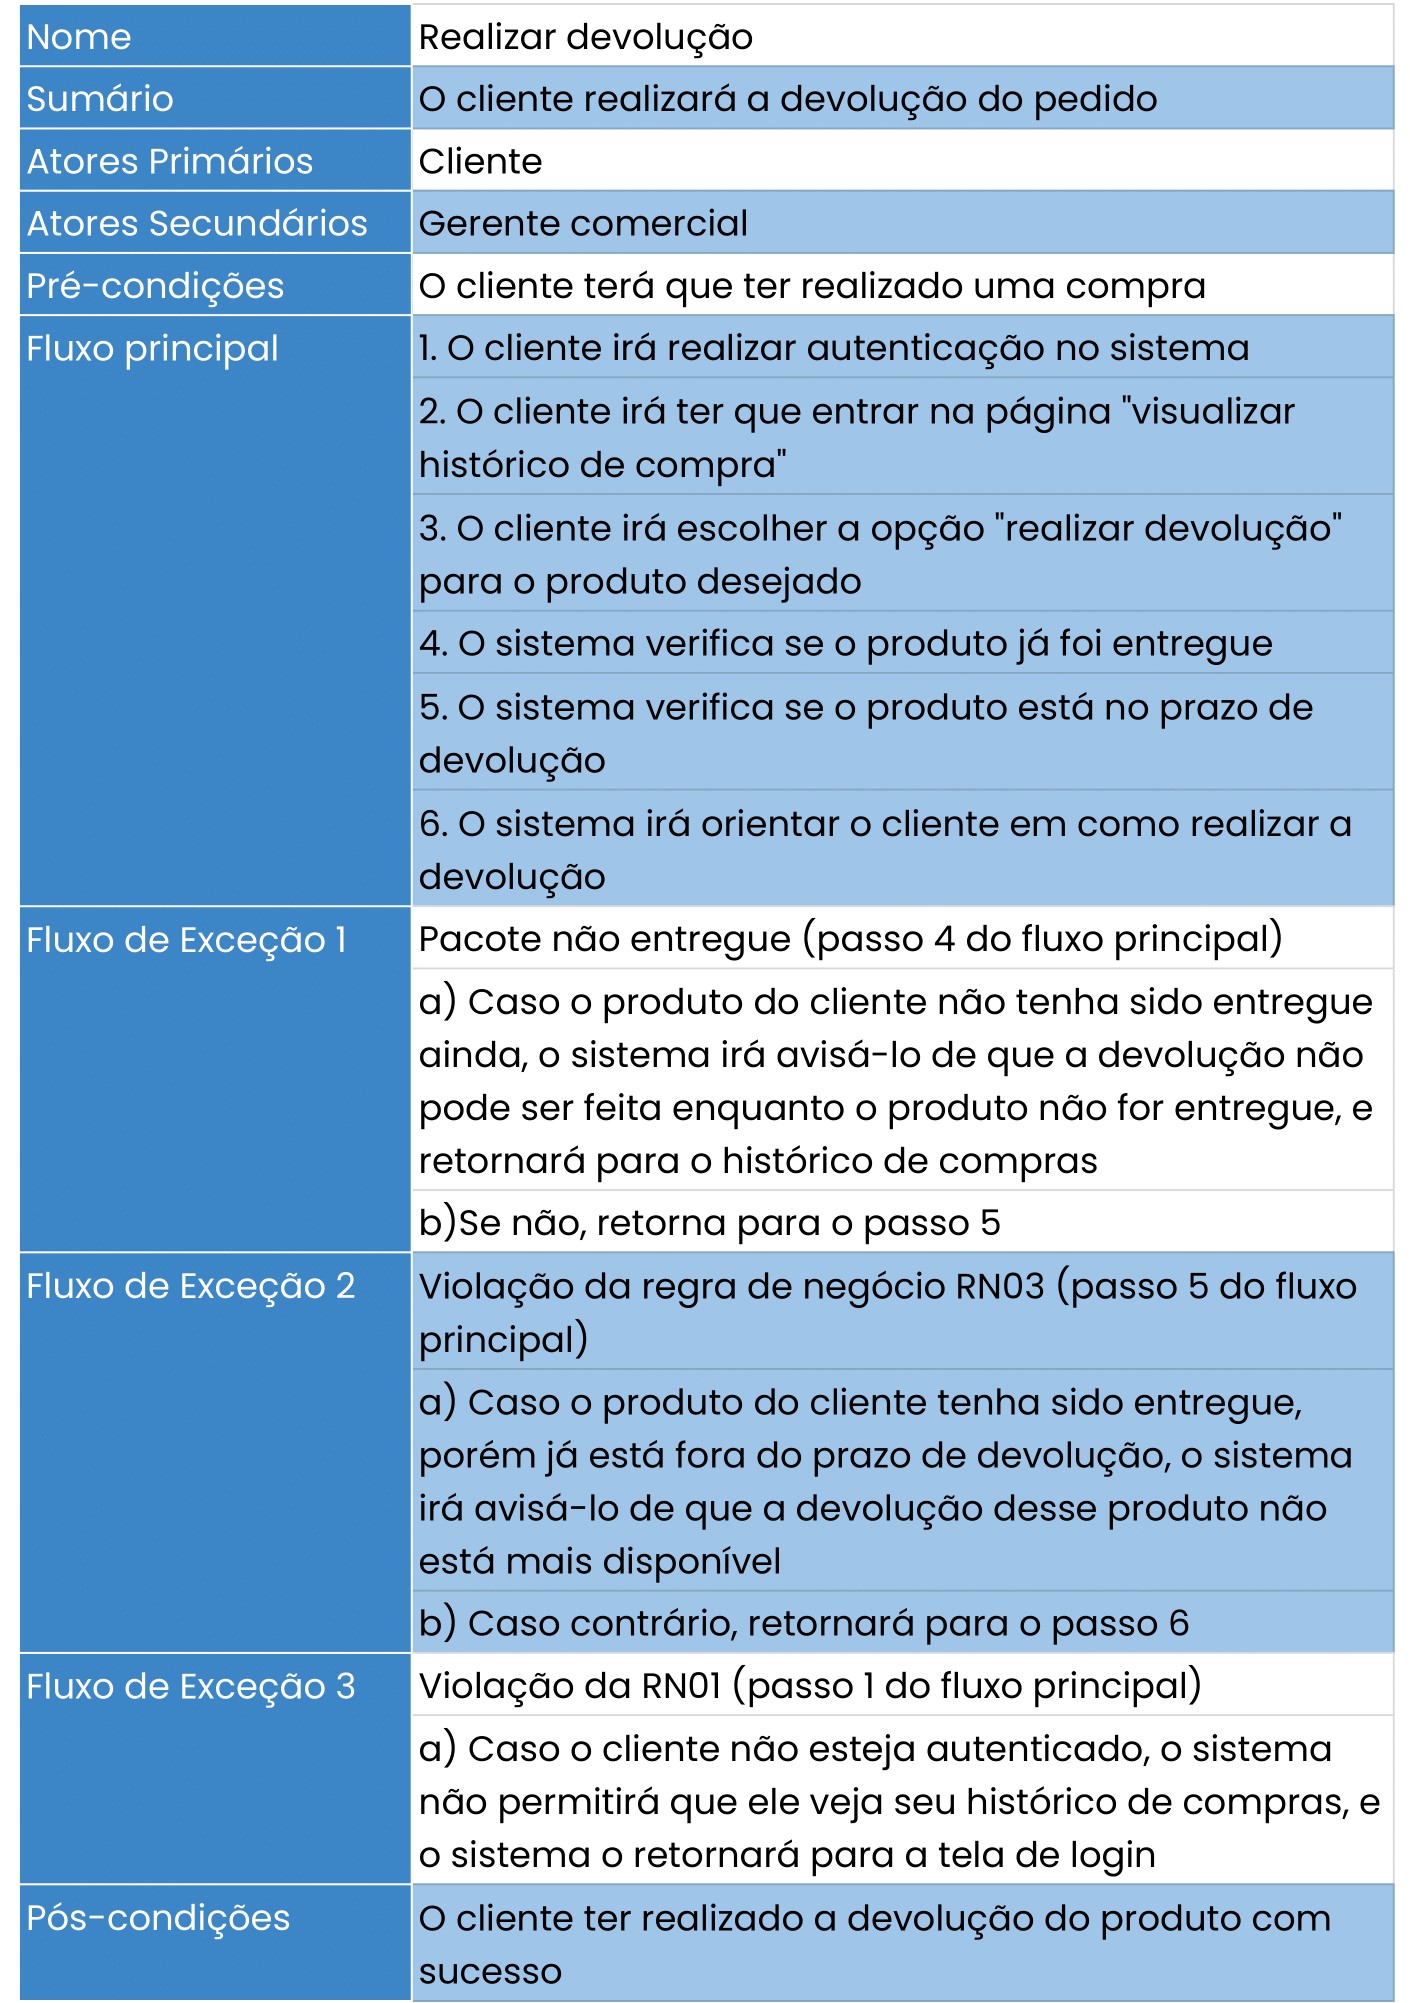 Nome
Realizar devolução
Sumário
O cliente realizará a devolução do pedido
Atores Primários
Cliente
Atores Secundários
Gerente comercial
Pré-condições
O cliente terá que ter realizado uma compra
Fluxo principal
1. O cliente irá realizar autenticação no sistema
2. O cliente irá ter que entrar na página "visualizar
histórico de compra"
3. O cliente irá escolher a opção "realizar devolução"
para o produto desejado
4. O sistema verifica se o produto já foi entregue
5. O sistema verifica se o produto está no prazo de
devolução
6. O sistema irá orientar o cliente em como realizar a
devolução
Fluxo de Exceção 1
Pacote não entregue (passo 4 do fluxo principal)
a) Caso o produto do cliente não tenha sido entregue
ainda, o sistema irá avisá-lo de que a devolução não
pode ser feita enquanto o produto não for entregue, e
retornará para o histórico de compras
b)Se não, retorna para o passo 5
Fluxo de Exceção 2
Violação da regra de negócio RN03 (passo 5 do fluxo
principal)
a) Caso o produto do cliente tenha sido entregue,
porém já está fora do prazo de devolução, o sistema
irá avisá-lo de que a devolução desse produto não
está mais disponível
b) Caso contrário, retornará para o passo 6
Fluxo de Exceção 3
Violação da RN01 (passo 1 do fluxo principal)
a) Caso o cliente não esteja autenticado, o sistema
não permitirá que ele veja seu histórico de compras, e
o sistema o retornará para a tela de login
Pós-condições
O cliente ter realizado a devolução do produto com
sucesso